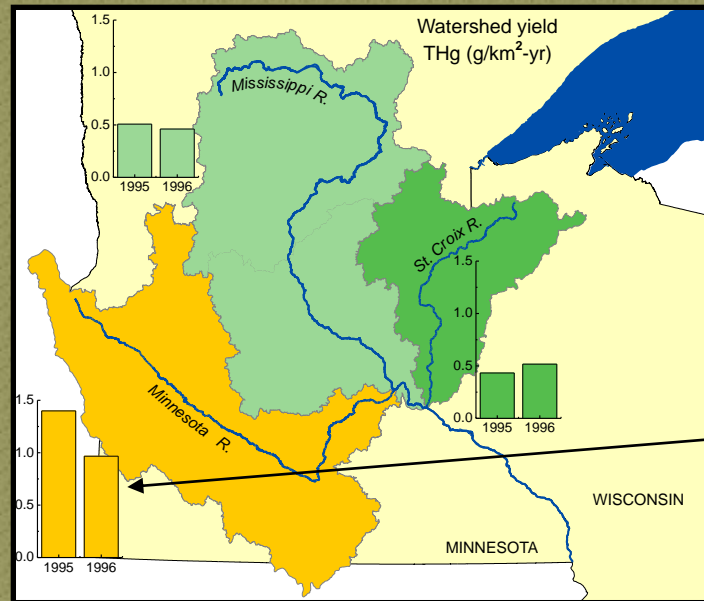 Watershed yield
THg (g/km²-yr)
1.5
1.0
0.5
0.0
1995 1996
Mississippi R.
St. Croix R.
1.5
1.0
0.5
0.0
1995 1996
Minnesota R.
1.5
1.0
0.5
0.0
1995 1996
WISCONSIN
MINNESOTA